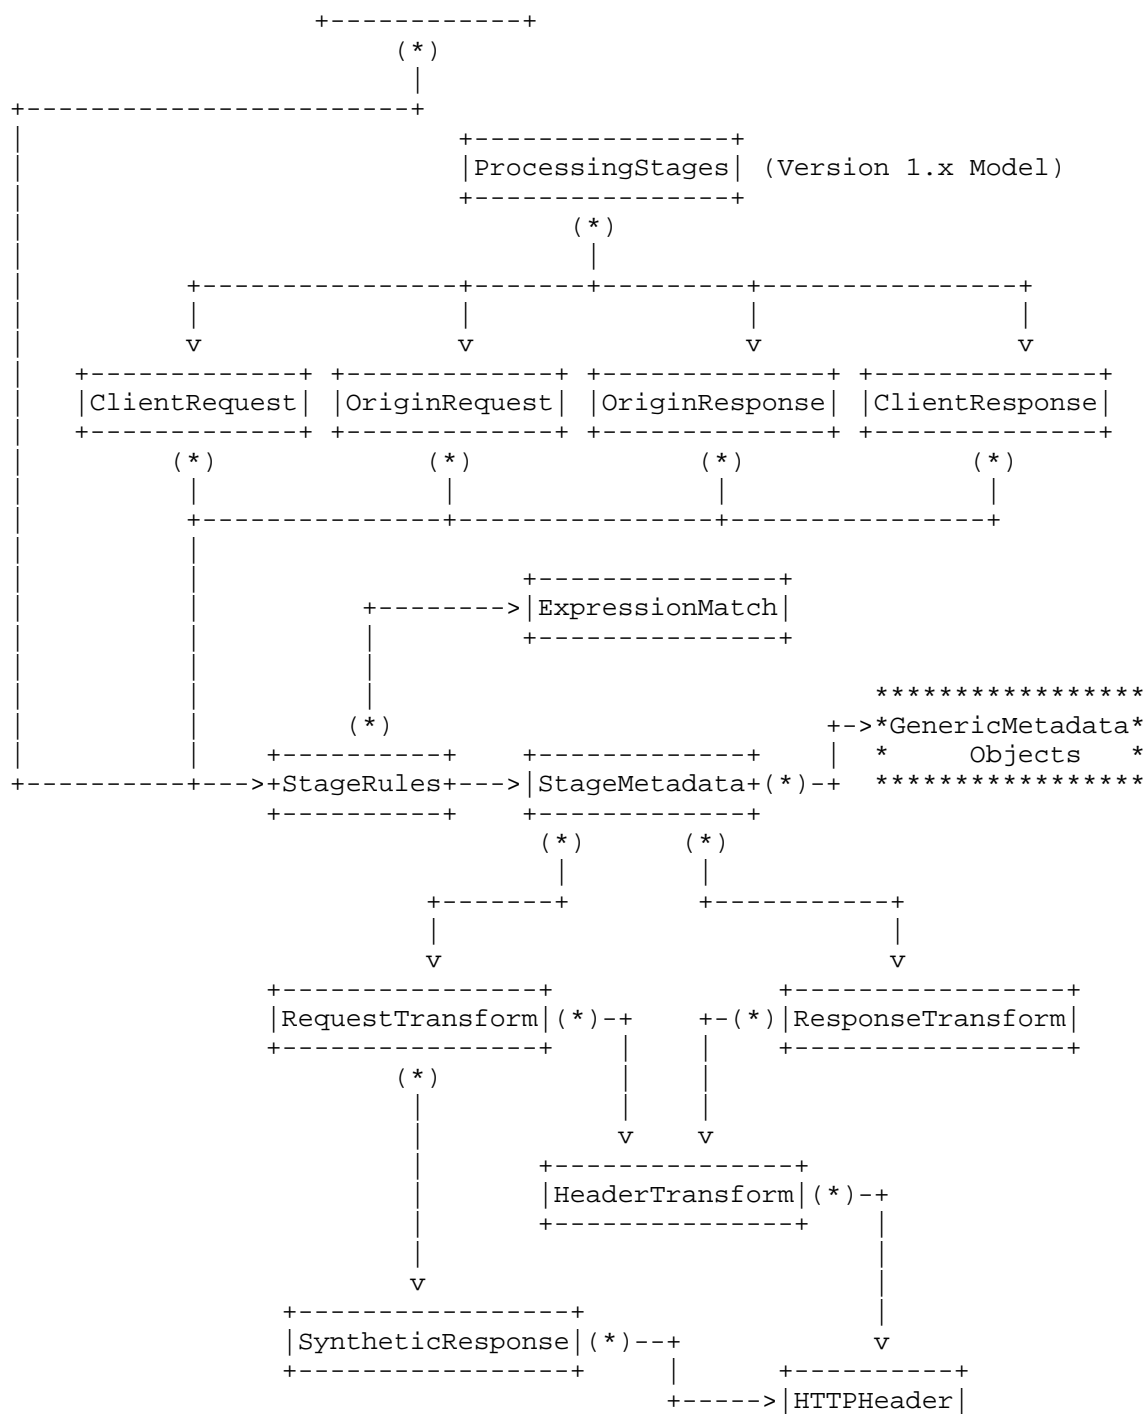 (*)
ProcessingStages (Version 1.x Model)
(*)
v v v v
ClientRequest OriginRequest OriginResponse ClientResponse
(*) (*) (*) (*)
ExpressionMatch
*****************
(*) *GenericMetadata*
* Objects *
StageRules StageMetadata (*) *****************
(*) (*)
v v
RequestTransform (*) (*) ResponseTransform
(*)
v v
HeaderTransform (*)
v
SyntheticResponse (*) v
HTTPHeader